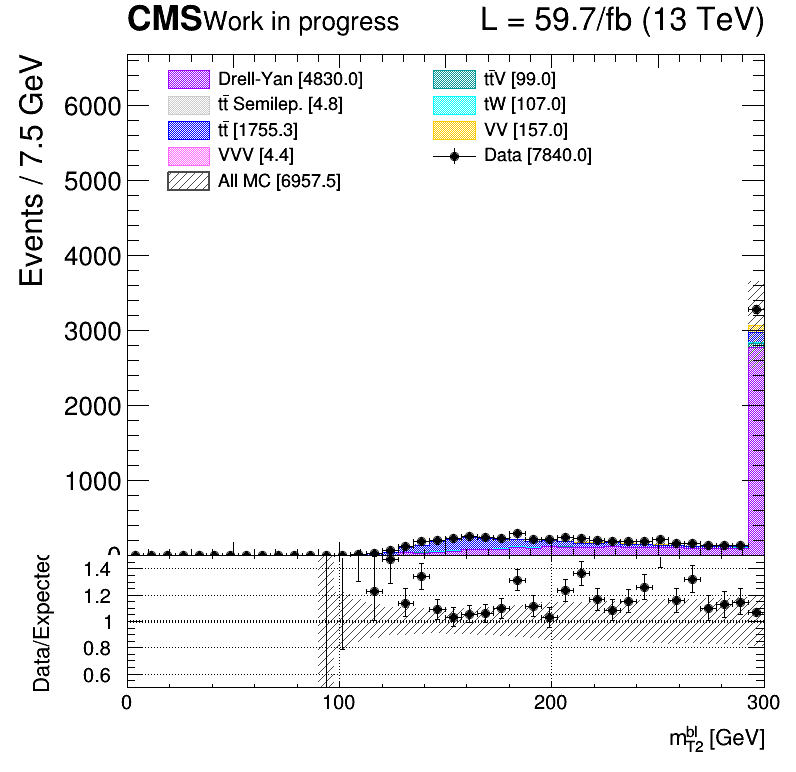 CMS Work in progress L = 59.7/fb (13 TeV)
Events / 7.5 GeV
6000
5000
4000
3000
2000
1000
0
Drell-Yan [4830.0]
tt̄ Semilep. [4.8]
tt̄ [1755.3]
VVV [4.4]
All MC [6957.5]
tt̄V [99.0]
tW [107.0]
VV [157.0]
Data [7840.0]
Data/Expected
1.4
1.2
1
0.8
0.6
0 100 200 300
m_{T2}^{bl} [GeV]